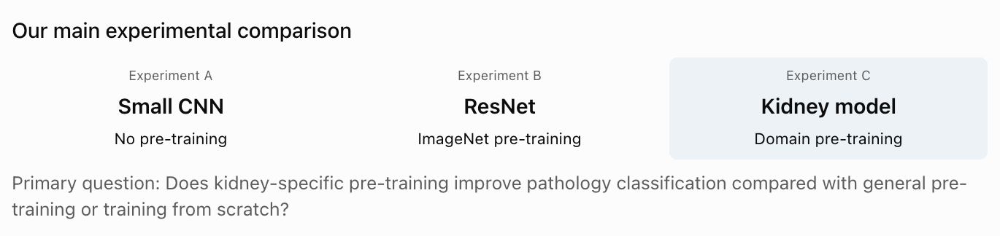 Our main experimental comparison
Experiment A
Small CNN
No pre-training
Experiment B
ResNet
ImageNet pre-training
Experiment C
Kidney model
Domain pre-training
Primary question: Does kidney-specific pre-training improve pathology classification compared with general pre-
training or training from scratch?